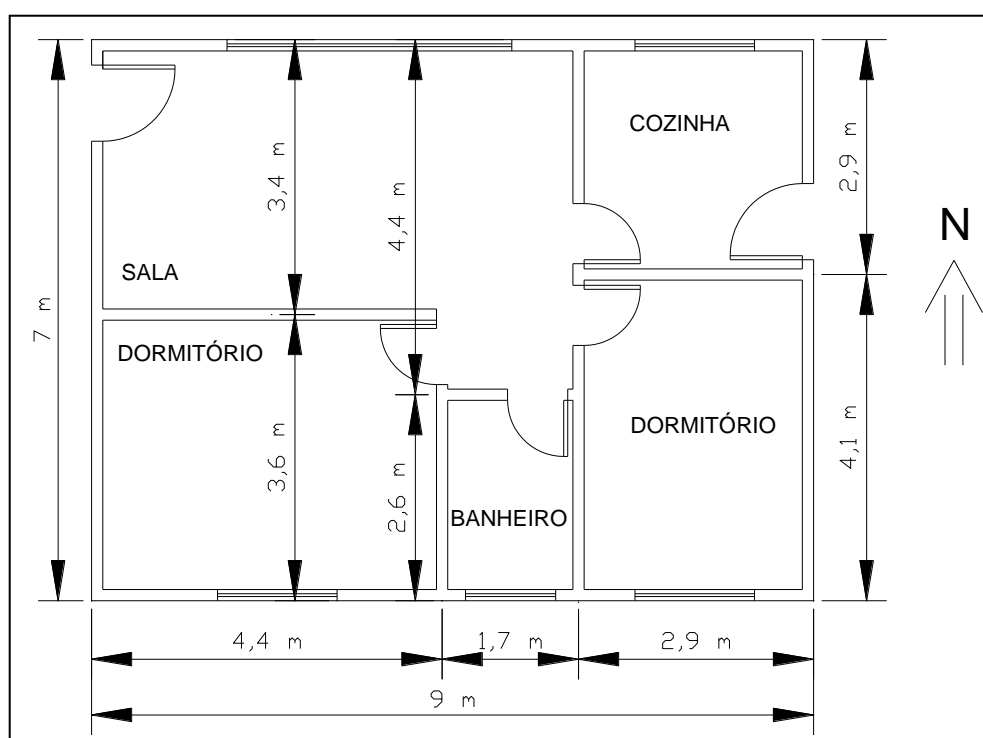 COZINHA
2,9 m
3,4 m
4,4 m
N
SALA
7 m
DORMITÓRIO
DORMITÓRIO
4,1 m
3,6 m
2,6 m
BANHEIRO
4,4 m
1,7 m
2,9 m
9 m